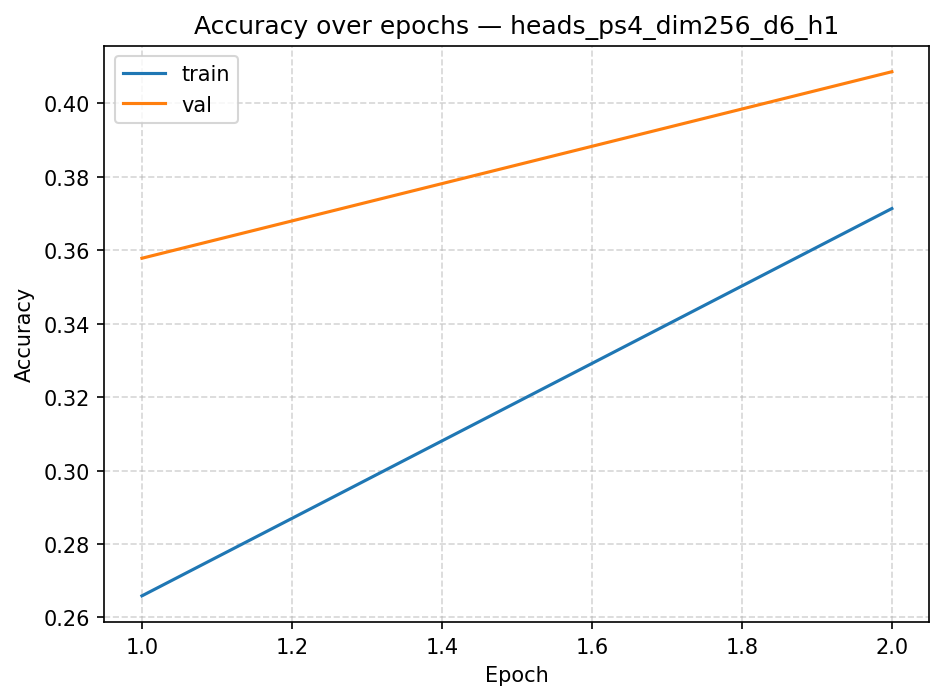 Accuracy over epochs — heads_ps4_dim256_d6_h1
train
val
0.40
0.38
0.36
0.34
0.32
0.30
0.28
0.26
Accuracy
1.0 1.2 1.4 1.6 1.8 2.0
Epoch